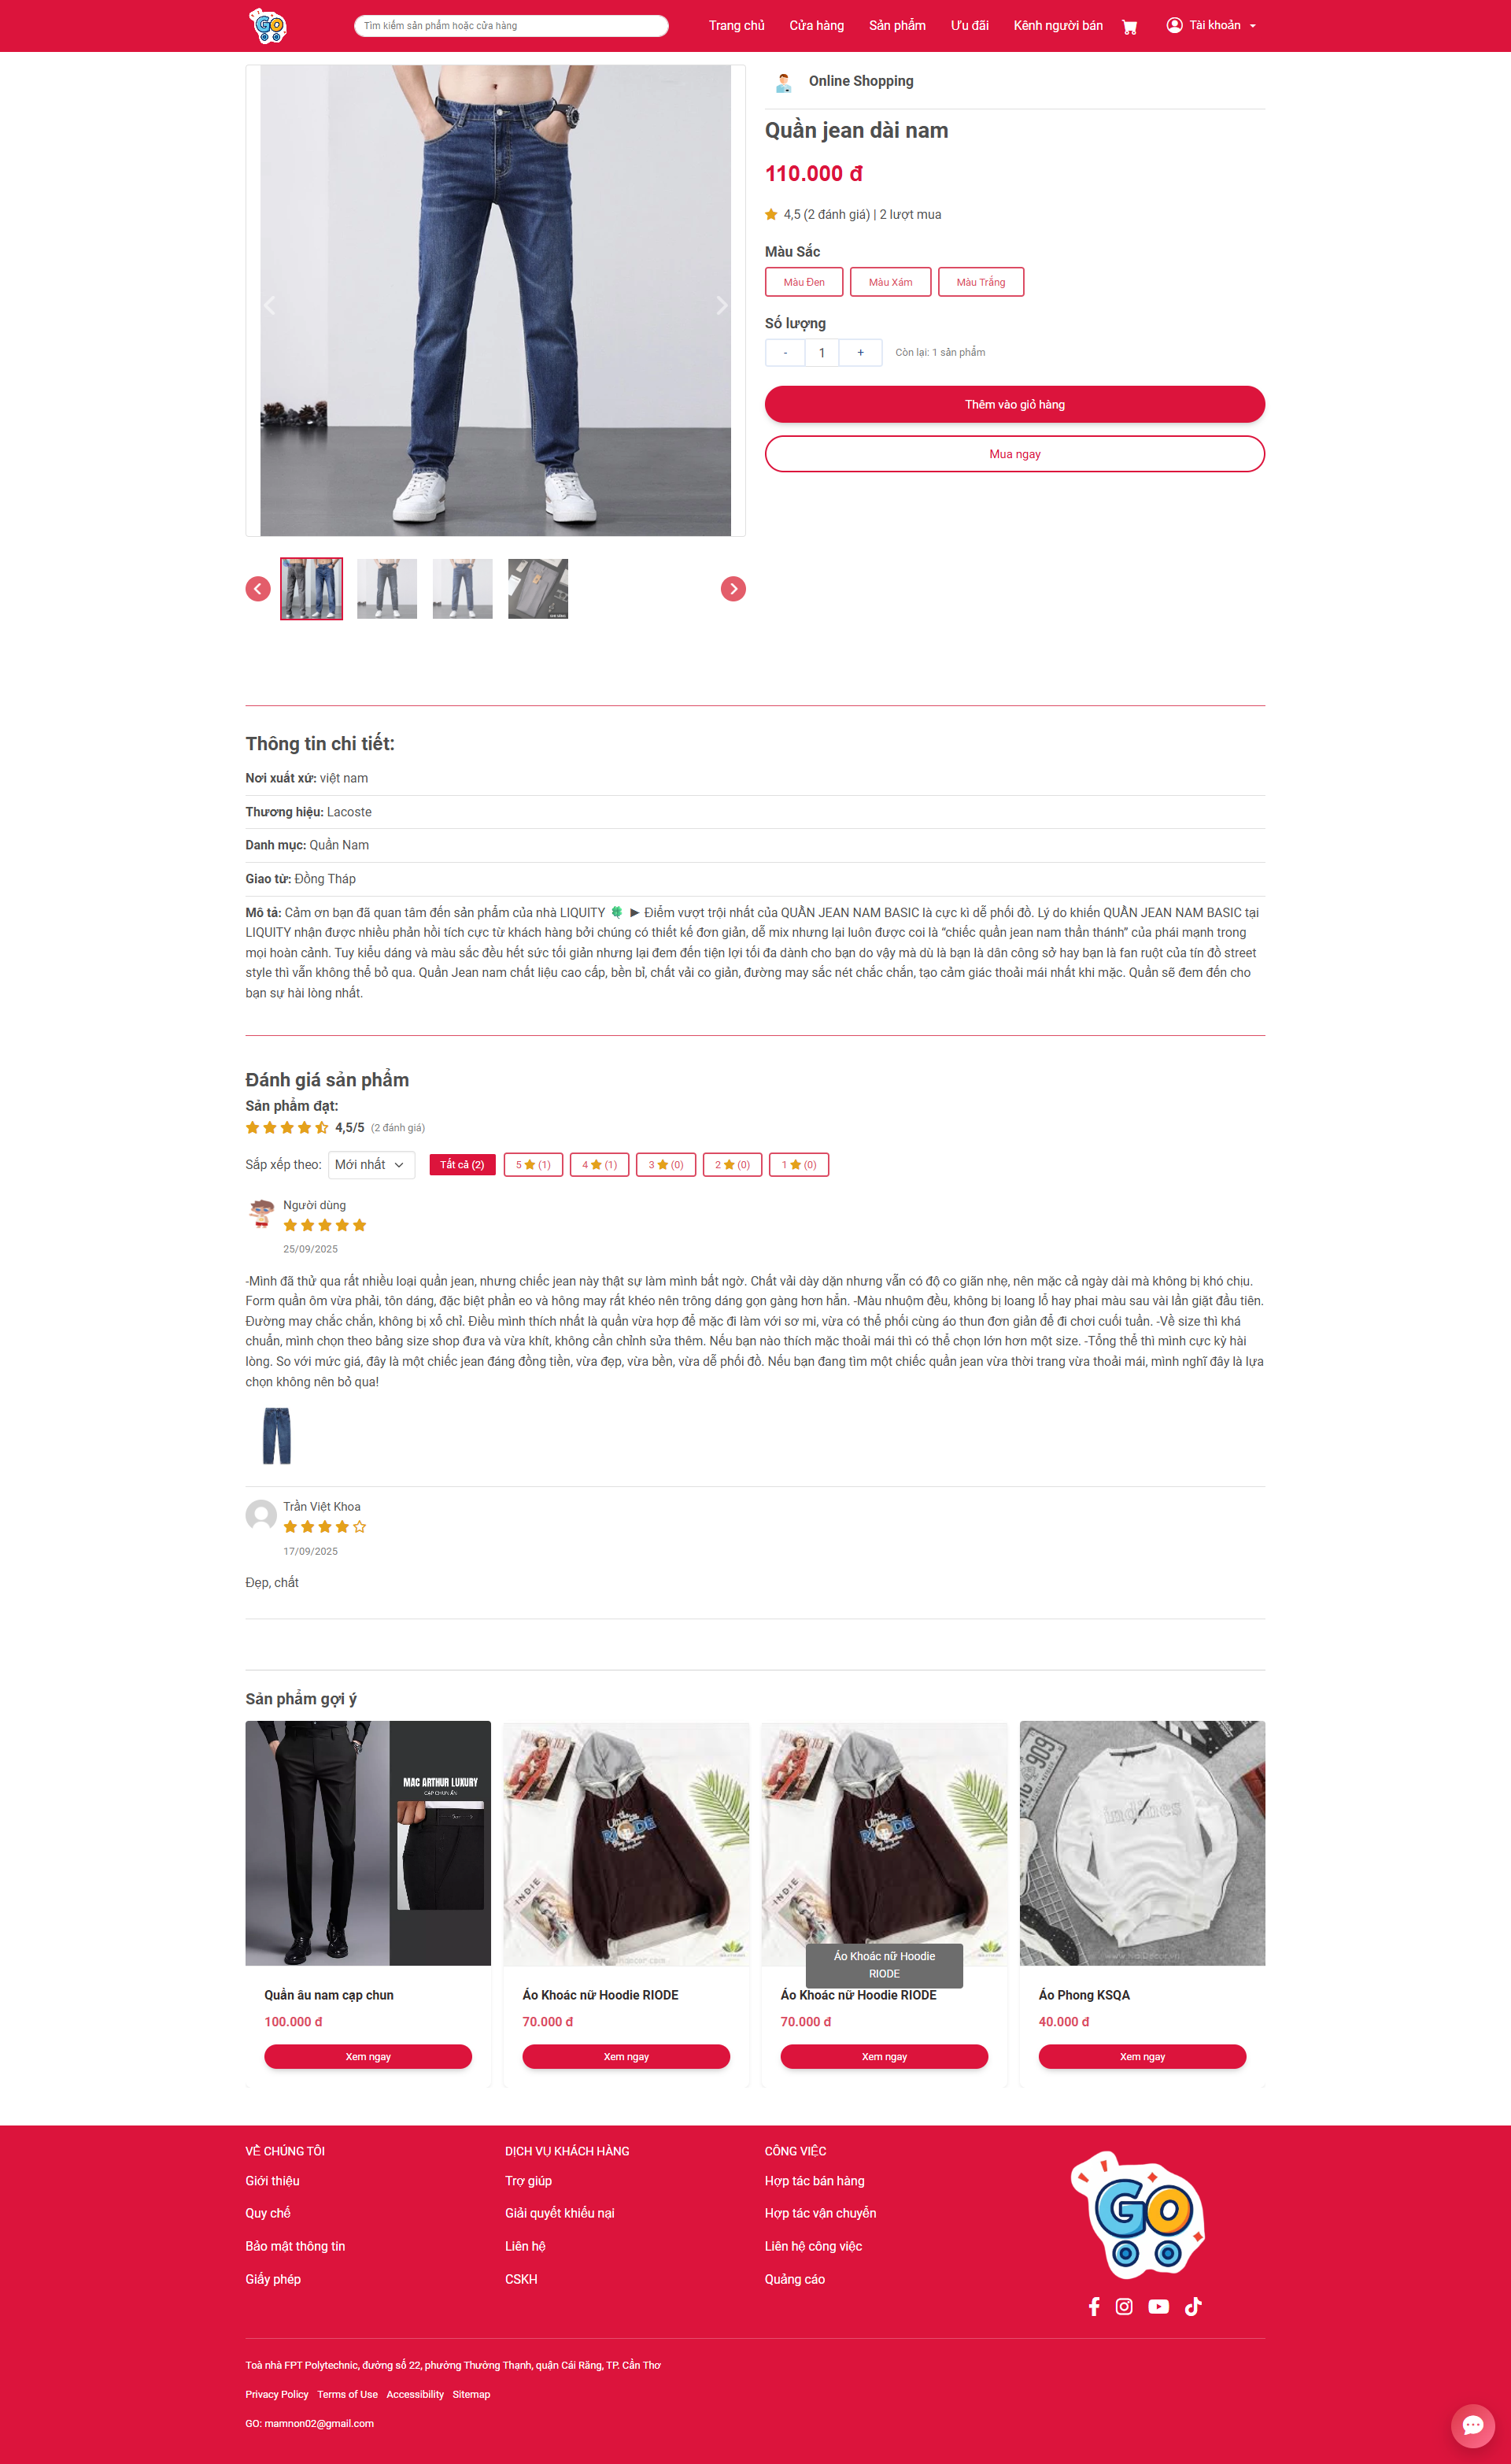 GO
Tìm kiếm sản phẩm hoặc cửa hàng
Trang chủ
Cửa hàng
Sản phẩm
Ưu đãi
Kênh người bán
Tài khoản
Online Shopping
Quần jean dài nam
110.000 đ
4,5 (2 đánh giá) | 2 lượt mua
Màu Sắc
Màu Đen
Màu Xám
Màu Trắng
Số lượng
- 1 +
Còn lại: 1 sản phẩm
Thêm vào giỏ hàng
Mua ngay
Thông tin chi tiết:
Nơi xuất xứ: việt nam
Thương hiệu: Lacoste
Danh mục: Quần Nam
Giao từ: Đồng Tháp
Mô tả: Cảm ơn bạn đã quan tâm đến sản phẩm của nhà LIQUITY 🍀 ► Điểm vượt trội nhất của QUẦN JEAN NAM BASIC là cực kì dễ phối đồ. Lý do khiến QUẦN JEAN NAM BASIC tại
LIQUITY nhận được nhiều phản hồi tích cực từ khách hàng bởi chúng có thiết kế đơn giản, dễ mix nhưng lại luôn được coi là “chiếc quần jean nam thần thánh” của phái mạnh trong
mọi hoàn cảnh. Tuy kiểu dáng và màu sắc đều hết sức tối giản nhưng lại đem đến tiện lợi tối đa dành cho bạn do vậy mà dù là bạn là dân công sở hay bạn là fan ruột của tín đồ street
style thì vẫn không thể bỏ qua. Quần Jean nam chất liệu cao cấp, bền bỉ, chất vải co giản, đường may sắc nét chắc chắn, tạo cảm giác thoải mái nhất khi mặc. Quần sẽ đem đến cho
bạn sự hài lòng nhất.
Đánh giá sản phẩm
Sản phẩm đạt:
4,5/5 (2 đánh giá)
Sắp xếp theo:
Mới nhất
Tất cả (2)
5 ★ (1)
4 ★ (1)
3 ★ (0)
2 ★ (0)
1 ★ (0)
Người dùng
25/09/2025
-Mình đã thử qua rất nhiều loại quần jean, nhưng chiếc jean này thật sự làm mình bất ngờ. Chất vải dày dặn nhưng vẫn có độ co giãn nhẹ, nên mặc cả ngày dài mà không bị khó chịu.
Form quần ôm vừa phải, tôn dáng, đặc biệt phần eo và hông may rất khéo nên trông dáng gọn gàng hơn hẳn. -Màu nhuộm đều, không bị loang lổ hay phai màu sau vài lần giặt đầu tiên.
Đường may chắc chắn, không bị xổ chỉ. Điều mình thích nhất là quần vừa hợp để mặc đi làm với sơ mi, vừa có thể phối cùng áo thun đơn giản để đi chơi cuối tuần. -Về size thì khá
chuẩn, mình chọn theo bảng size shop đưa và vừa khít, không cần chỉnh sửa thêm. Nếu bạn nào thích mặc thoải mái thì có thể chọn lớn hơn một size. -Tổng thể thì mình cực kỳ hài
lòng. So với mức giá, đây là một chiếc jean đáng đồng tiền, vừa đẹp, vừa bền, vừa dễ phối đồ. Nếu bạn đang tìm một chiếc quần jean vừa thời trang vừa thoải mái, mình nghĩ đây là lựa
chọn không nên bỏ qua!
Trần Việt Khoa
17/09/2025
Đẹp, chất
Sản phẩm gợi ý
MAC ARTHUR LUXURY
CẠP CHUN ẨN
RIODE
INDIE
RIODE
INDIE
Áo Khoác nữ Hoodie
RIODE
indines
Quần âu nam cạp chun
100.000 đ
Xem ngay
Áo Khoác nữ Hoodie RIODE
70.000 đ
Xem ngay
Áo Khoác nữ Hoodie RIODE
70.000 đ
Xem ngay
Áo Phong KSQA
40.000 đ
Xem ngay
VỀ CHÚNG TÔI
Giới thiệu
Quy chế
Bảo mật thông tin
Giấy phép
DỊCH VỤ KHÁCH HÀNG
Trợ giúp
Giải quyết khiếu nại
Liên hệ
CSKH
CÔNG VIỆC
Hợp tác bán hàng
Hợp tác vận chuyển
Liên hệ công việc
Quảng cáo
GO
Toà nhà FPT Polytechnic, đường số 22, phường Thường Thạnh, quận Cái Răng, TP. Cần Thơ
Privacy Policy Terms of Use Accessibility Sitemap
GO: mamnon02@gmail.com